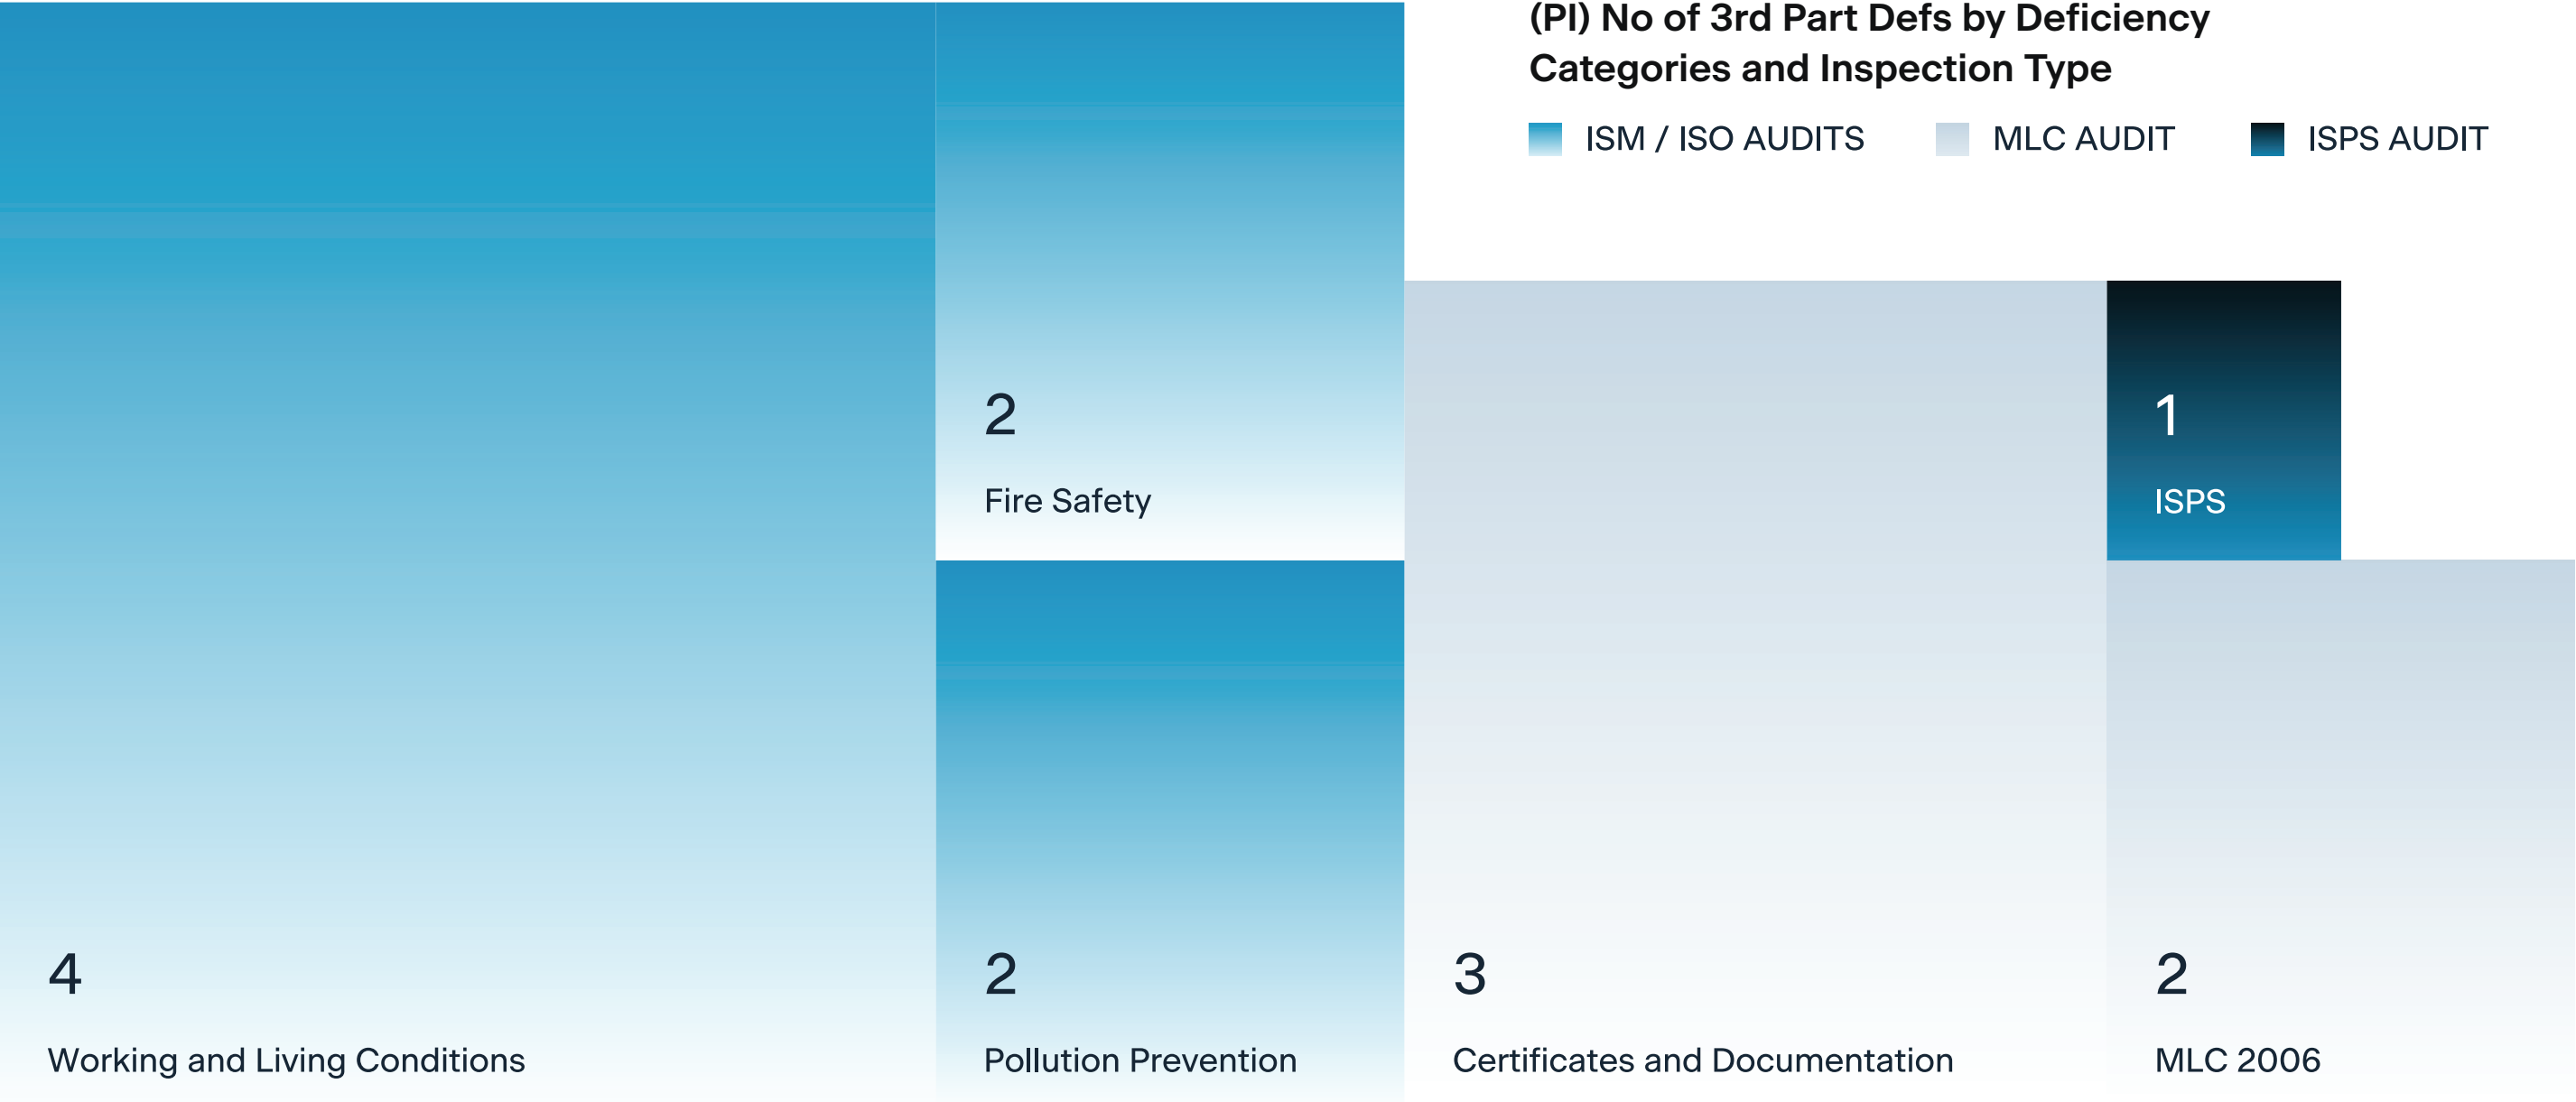 (PI) No of 3rd Part Defs by Deficiency
Categories and Inspection Type
ISM / ISO AUDITS
MLC AUDIT
ISPS AUDIT
2
Fire Safety
1
ISPS
4
Working and Living Conditions
2
Pollution Prevention
3
Certificates and Documentation
2
MLC 2006